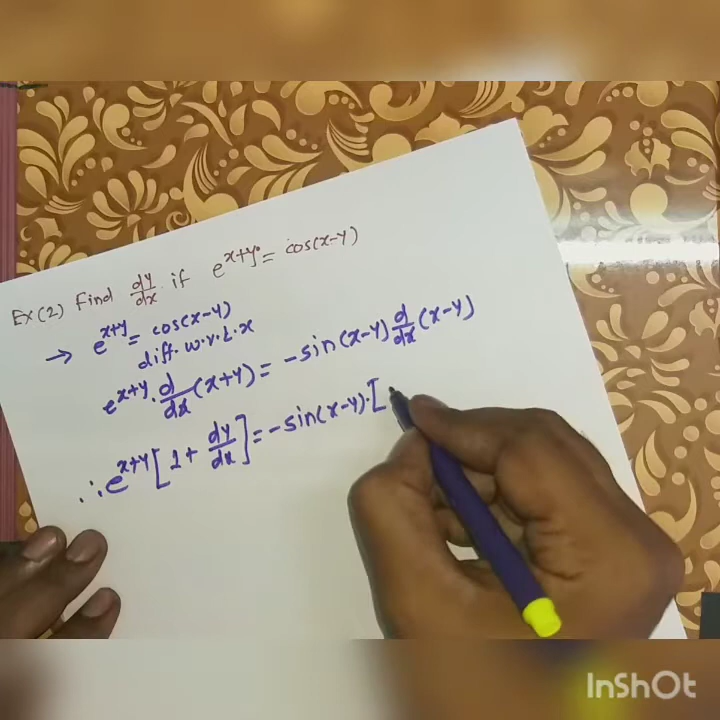 Ex(2) Find dy/dx if e^x+y = cos(x-y)
→ e^x+y = cos(x-y)
diff. w.r.t. x
e^x+y . d/dx (x+y) = -sin(x-y) d/dx (x-y)
∴ e^x+y [1 + dy/dx] = -sin(x-y).[
InShOt